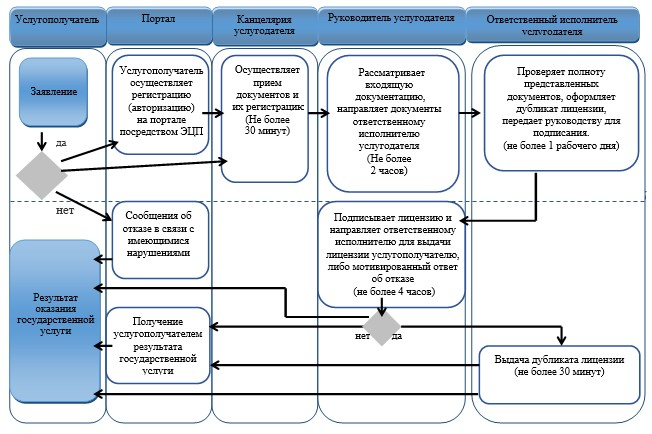 Услугополучатель
Портал
Канцелярия
услугодателя
Руководитель услугодателя
Ответственный исполнитель
услугодателя
Заявление
да
нет
Услугополучатель
осуществляет
регистрацию
(авторизацию)
на портале
посредством ЭЦП
Осуществляет
прием
документов и
их регистрацию
(Не более
30 минут)
Рассматривает
входящую
документацию,
направляет документы
ответственному
исполнителю
услугодателя
(Не более
2 часов)
Проверяет полноту
представленных
документов, оформляет
дубликат лицензии,
передает руководству для
подписания.
(не более 1 рабочего дня)
Сообщения об
отказе в связи с
имеющимися
нарушениями
Подписывает лицензию и
направляет ответственному
исполнителю для выдачи
лицензии услугополучателю,
либо мотивированный ответ
об отказе
(не более 4 часов)
Результат
оказания
государственной
услуги
Получение
услугополучателем
результата
государственной
услуги
нет
да
Выдача дубликата лицензии
(не более 30 минут)